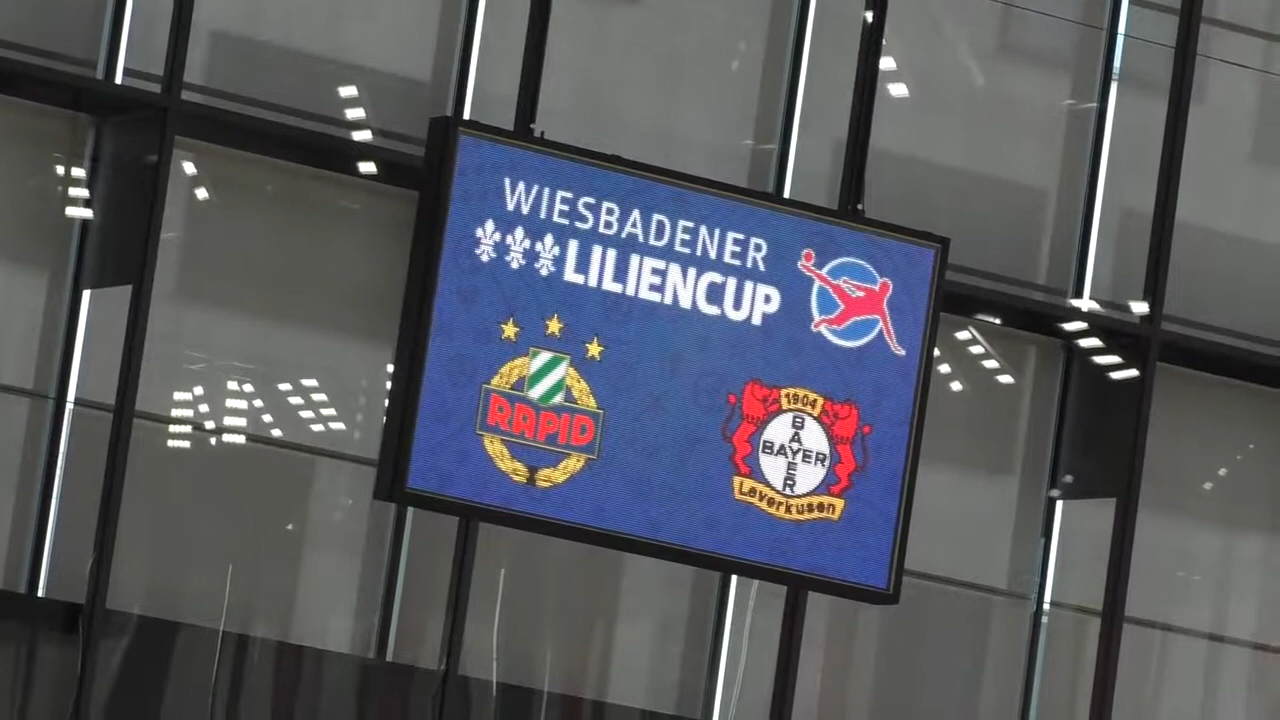 WIESBADENER
LILIENCUP
RAPID
1904
BAYER
BAYER
Leverkusen